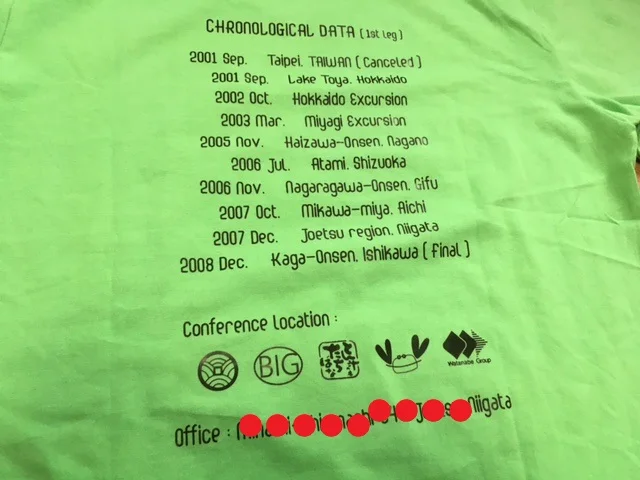 CHRONOLOGICAL DATA (1st Leg)
2001 Sep. Taipei, TAIWAN (Canceled)
2001 Sep. Lake Toya, Hokkaido
2002 Oct. Hokkaido Excursion
2003 Mar. Miyagi Excursion
2005 Nov. Haizawa-Onsen, Nagano
2006 Jul. Atami, Shizuoka
2006 Nov. Nagaragawa-Onsen, Gifu
2007 Oct. Mikawa-miya, Aichi
2007 Dec. Joetsu region, Niigata
2008 Dec. Kaga-Onsen, Ishikawa (Final)
Conference Location :
BIG
Watanabe Group
Office : Niigata